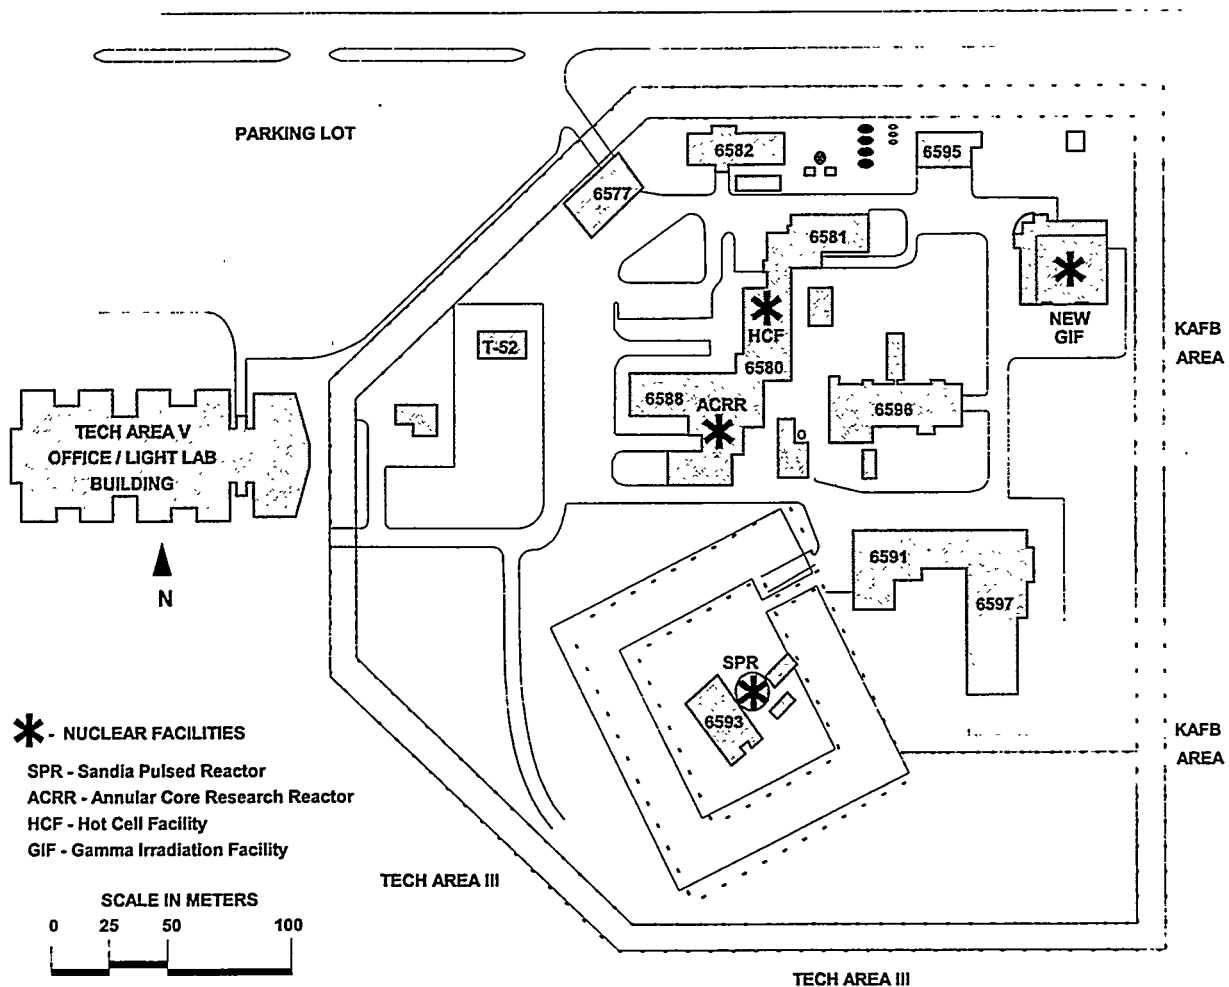 PARKING LOT
6582
6595
6577
6581
NEW
GIF
KAFB
AREA
HCF
T-52
6580
6588
ACRR
6596
TECH AREA V
OFFICE / LIGHT LAB
BUILDING
N
6591
6597
SPR
6593
KAFB
AREA
- NUCLEAR FACILITIES
SPR - Sandia Pulsed Reactor
ACRR - Annular Core Research Reactor
HCF - Hot Cell Facility
GIF - Gamma Irradiation Facility
TECH AREA III
SCALE IN METERS
0 25 50 100
TECH AREA III